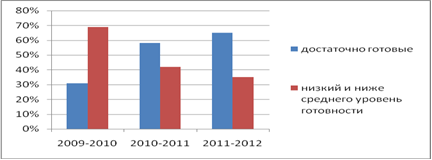 80%
70%
60%
50%
40%
30%
20%
10%
0%
2009-2010 2010-2011 2011-2012
достаточно готовые
низкий и ниже
среднего уровень
готовности